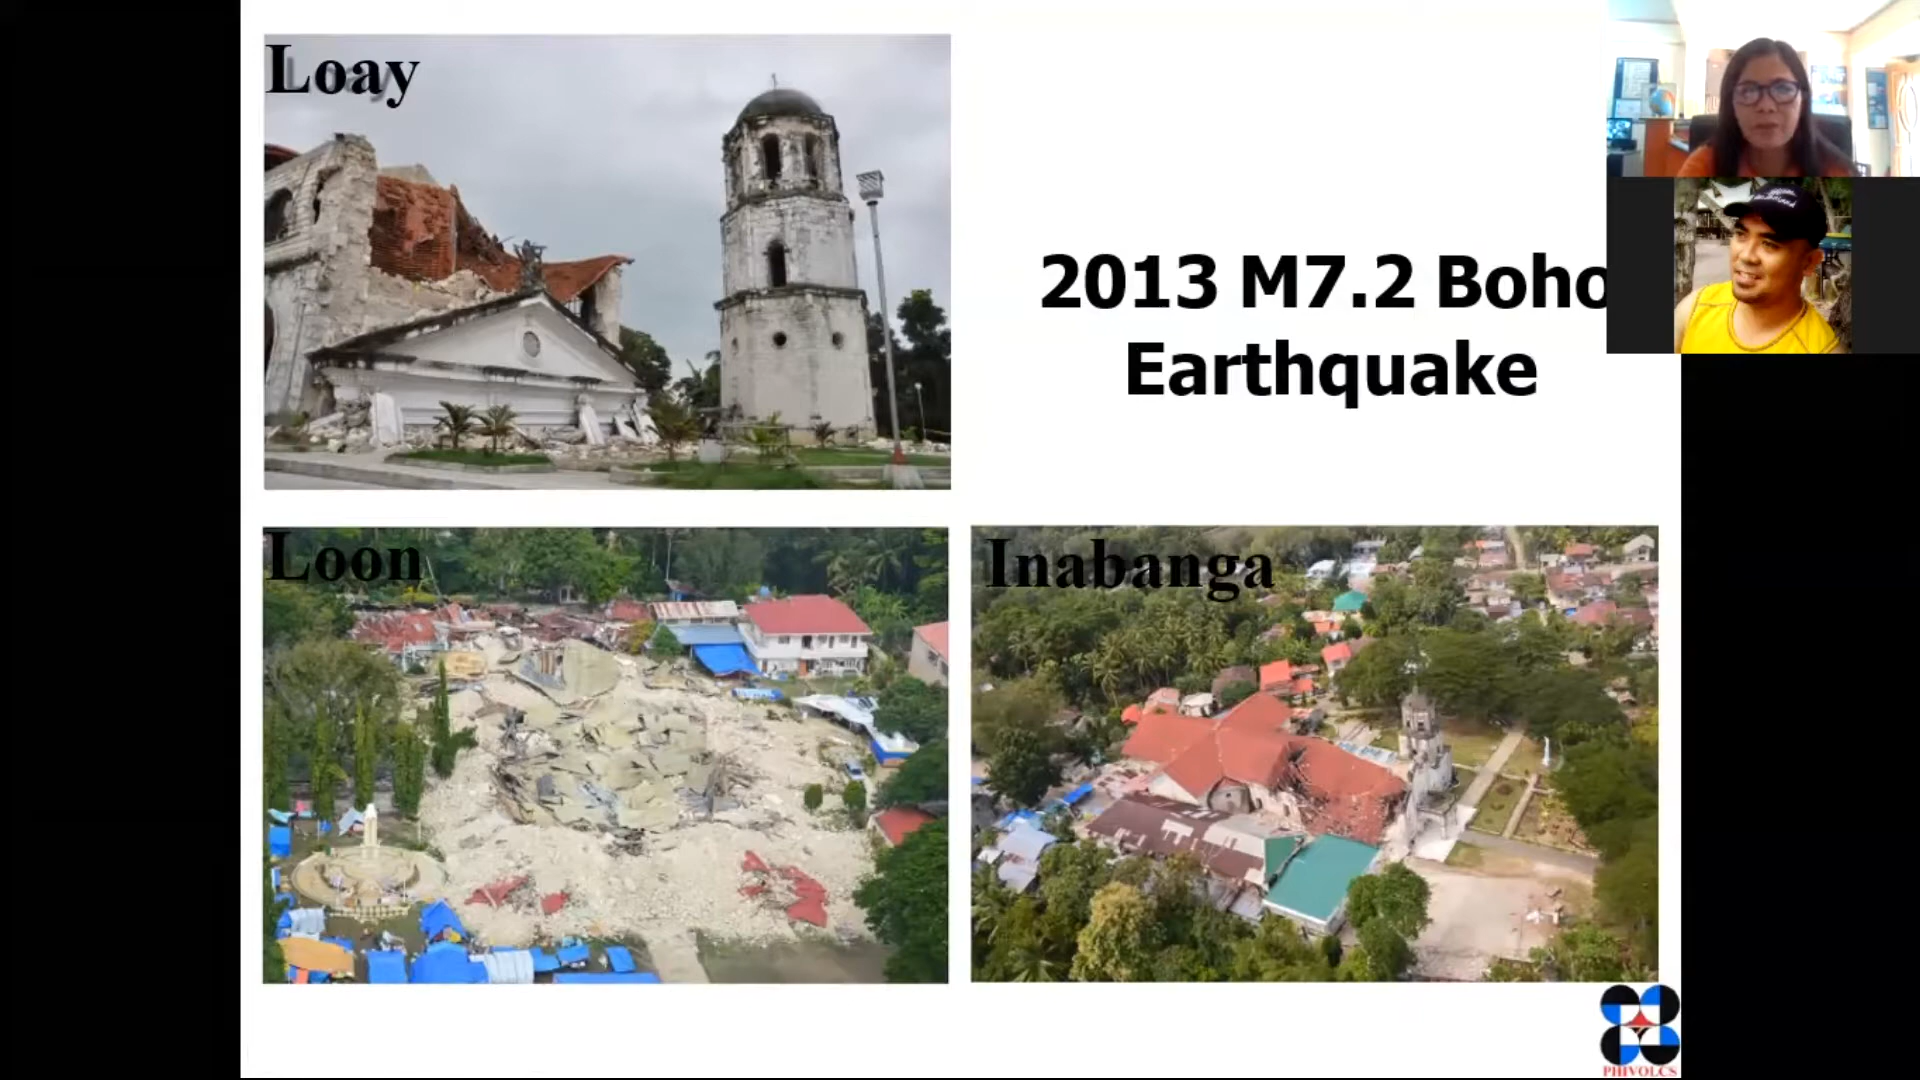 Loay
2013 M7.2 Boho
Earthquake
Loon
Inabanga
PHIVOLCS